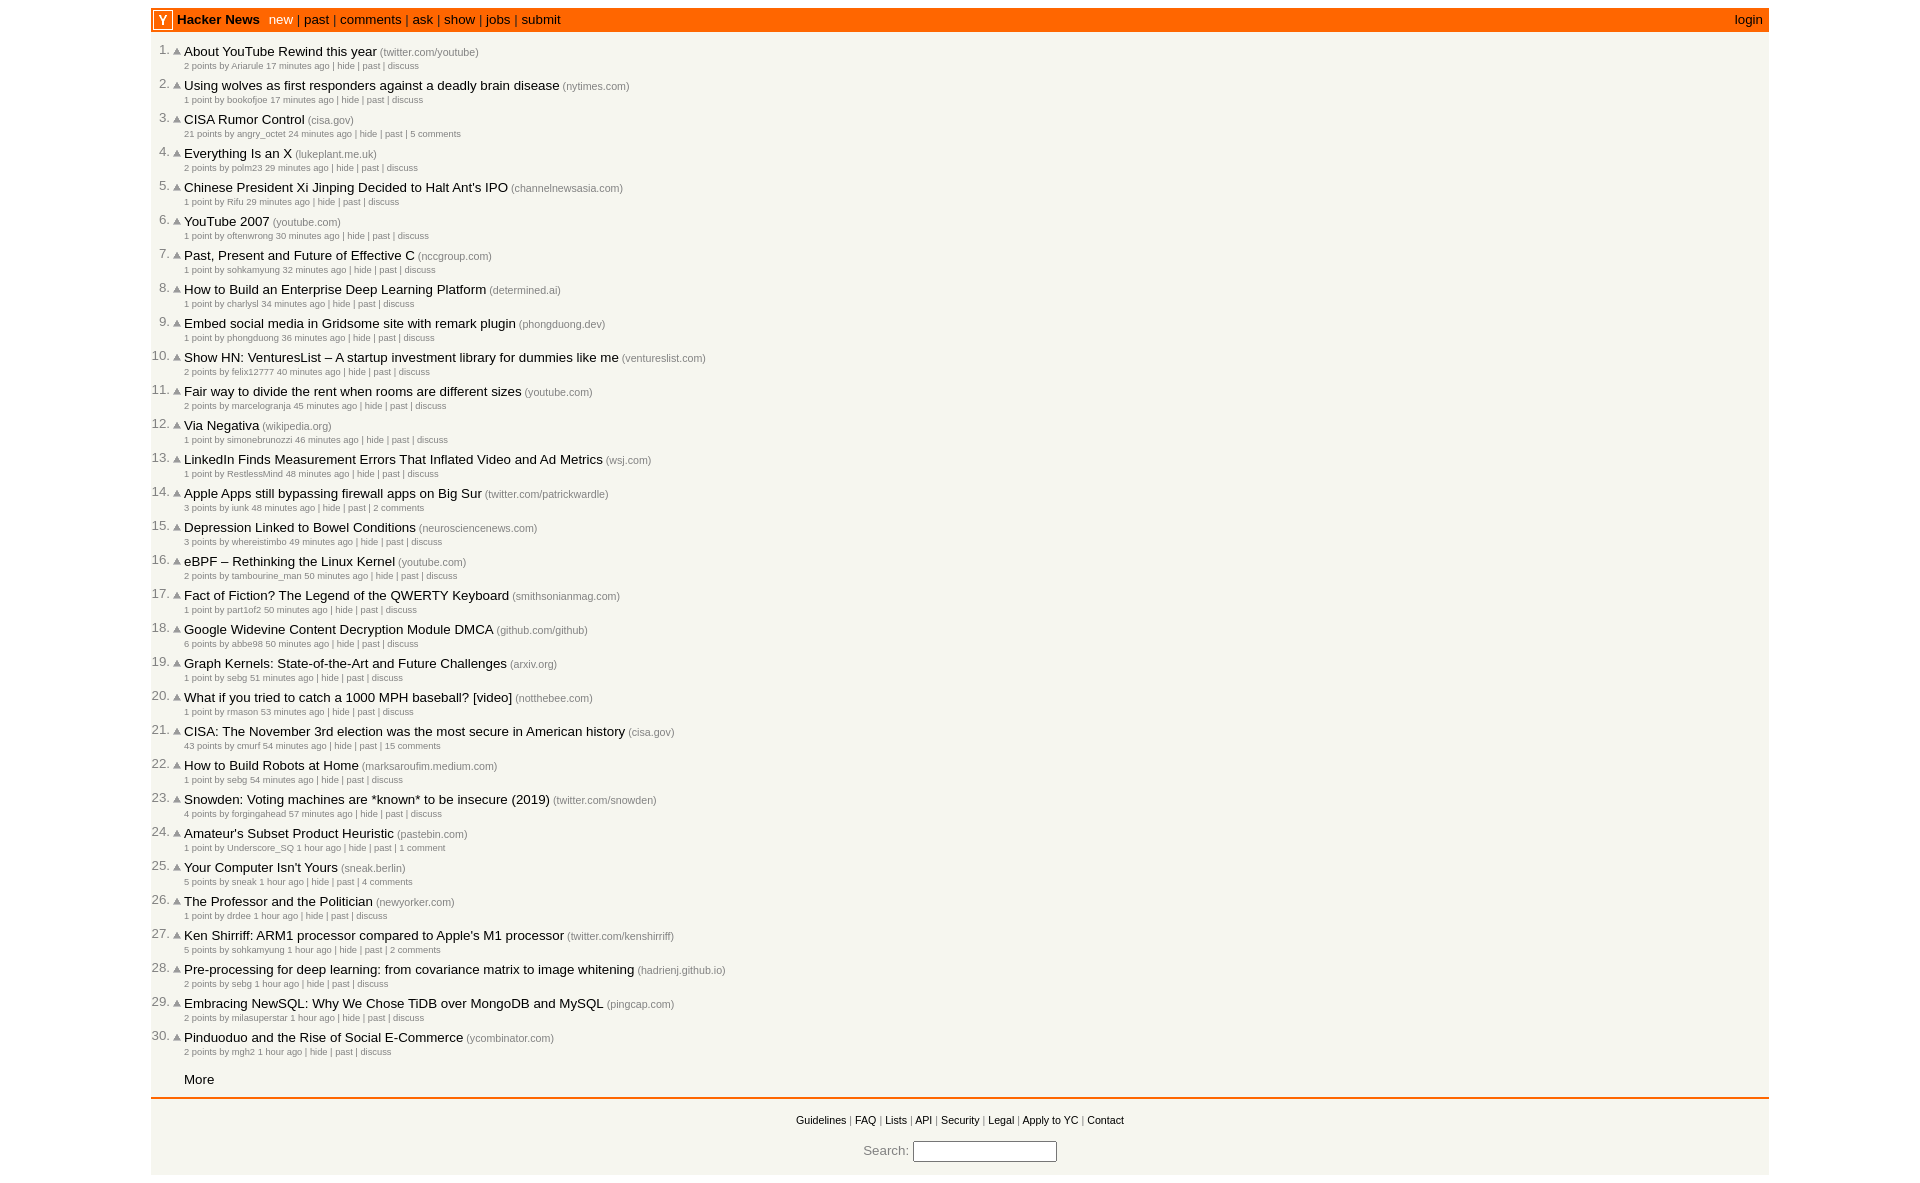 Y Hacker News new | past | comments | ask | show | jobs | submit login
1. About YouTube Rewind this year (twitter.com/youtube)
2 points by Ariarule 17 minutes ago | hide | past | discuss
2. Using wolves as first responders against a deadly brain disease (nytimes.com)
1 point by bookofjoe 17 minutes ago | hide | past | discuss
3. CISA Rumor Control (cisa.gov)
21 points by angry_octet 24 minutes ago | hide | past | 5 comments
4. Everything Is an X (lukeplant.me.uk)
2 points by polm23 29 minutes ago | hide | past | discuss
5. Chinese President Xi Jinping Decided to Halt Ant's IPO (channelnewsasia.com)
1 point by Rifu 29 minutes ago | hide | past | discuss
6. YouTube 2007 (youtube.com)
1 point by oftenwrong 30 minutes ago | hide | past | discuss
7. Past, Present and Future of Effective C (nccgroup.com)
1 point by sohkamyung 32 minutes ago | hide | past | discuss
8. How to Build an Enterprise Deep Learning Platform (determined.ai)
1 point by charlysl 34 minutes ago | hide | past | discuss
9. Embed social media in Gridsome site with remark plugin (phongduong.dev)
1 point by phongduong 36 minutes ago | hide | past | discuss
10. Show HN: VenturesList – A startup investment library for dummies like me (ventureslist.com)
2 points by felix12777 40 minutes ago | hide | past | discuss
11. Fair way to divide the rent when rooms are different sizes (youtube.com)
2 points by marcelogranja 45 minutes ago | hide | past | discuss
12. Via Negativa (wikipedia.org)
1 point by simonebrunozzi 46 minutes ago | hide | past | discuss
13. LinkedIn Finds Measurement Errors That Inflated Video and Ad Metrics (wsj.com)
1 point by RestlessMind 48 minutes ago | hide | past | discuss
14. Apple Apps still bypassing firewall apps on Big Sur (twitter.com/patrickwardle)
3 points by iunk 48 minutes ago | hide | past | 2 comments
15. Depression Linked to Bowel Conditions (neurosciencenews.com)
3 points by whereistimbo 49 minutes ago | hide | past | discuss
16. eBPF – Rethinking the Linux Kernel (youtube.com)
2 points by tambourine_man 50 minutes ago | hide | past | discuss
17. Fact of Fiction? The Legend of the QWERTY Keyboard (smithsonianmag.com)
1 point by part1of2 50 minutes ago | hide | past | discuss
18. Google Widevine Content Decryption Module DMCA (github.com/github)
6 points by abbe98 50 minutes ago | hide | past | discuss
19. Graph Kernels: State-of-the-Art and Future Challenges (arxiv.org)
1 point by sebg 51 minutes ago | hide | past | discuss
20. What if you tried to catch a 1000 MPH baseball? [video] (notthebee.com)
1 point by rmason 53 minutes ago | hide | past | discuss
21. CISA: The November 3rd election was the most secure in American history (cisa.gov)
43 points by cmurf 54 minutes ago | hide | past | 15 comments
22. How to Build Robots at Home (marksaroufim.medium.com)
1 point by sebg 54 minutes ago | hide | past | discuss
23. Snowden: Voting machines are *known* to be insecure (2019) (twitter.com/snowden)
4 points by forgingahead 57 minutes ago | hide | past | discuss
24. Amateur's Subset Product Heuristic (pastebin.com)
1 point by Underscore_SQ 1 hour ago | hide | past | 1 comment
25. Your Computer Isn't Yours (sneak.berlin)
5 points by sneak 1 hour ago | hide | past | 4 comments
26. The Professor and the Politician (newyorker.com)
1 point by drdee 1 hour ago | hide | past | discuss
27. Ken Shirriff: ARM1 processor compared to Apple's M1 processor (twitter.com/kenshirriff)
5 points by sohkamyung 1 hour ago | hide | past | 2 comments
28. Pre-processing for deep learning: from covariance matrix to image whitening (hadrienj.github.io)
2 points by sebg 1 hour ago | hide | past | discuss
29. Embracing NewSQL: Why We Chose TiDB over MongoDB and MySQL (pingcap.com)
2 points by milasuperstar 1 hour ago | hide | past | discuss
30. Pinduoduo and the Rise of Social E-Commerce (ycombinator.com)
2 points by mgh2 1 hour ago | hide | past | discuss
More
Guidelines | FAQ | Lists | API | Security | Legal | Apply to YC | Contact
Search: